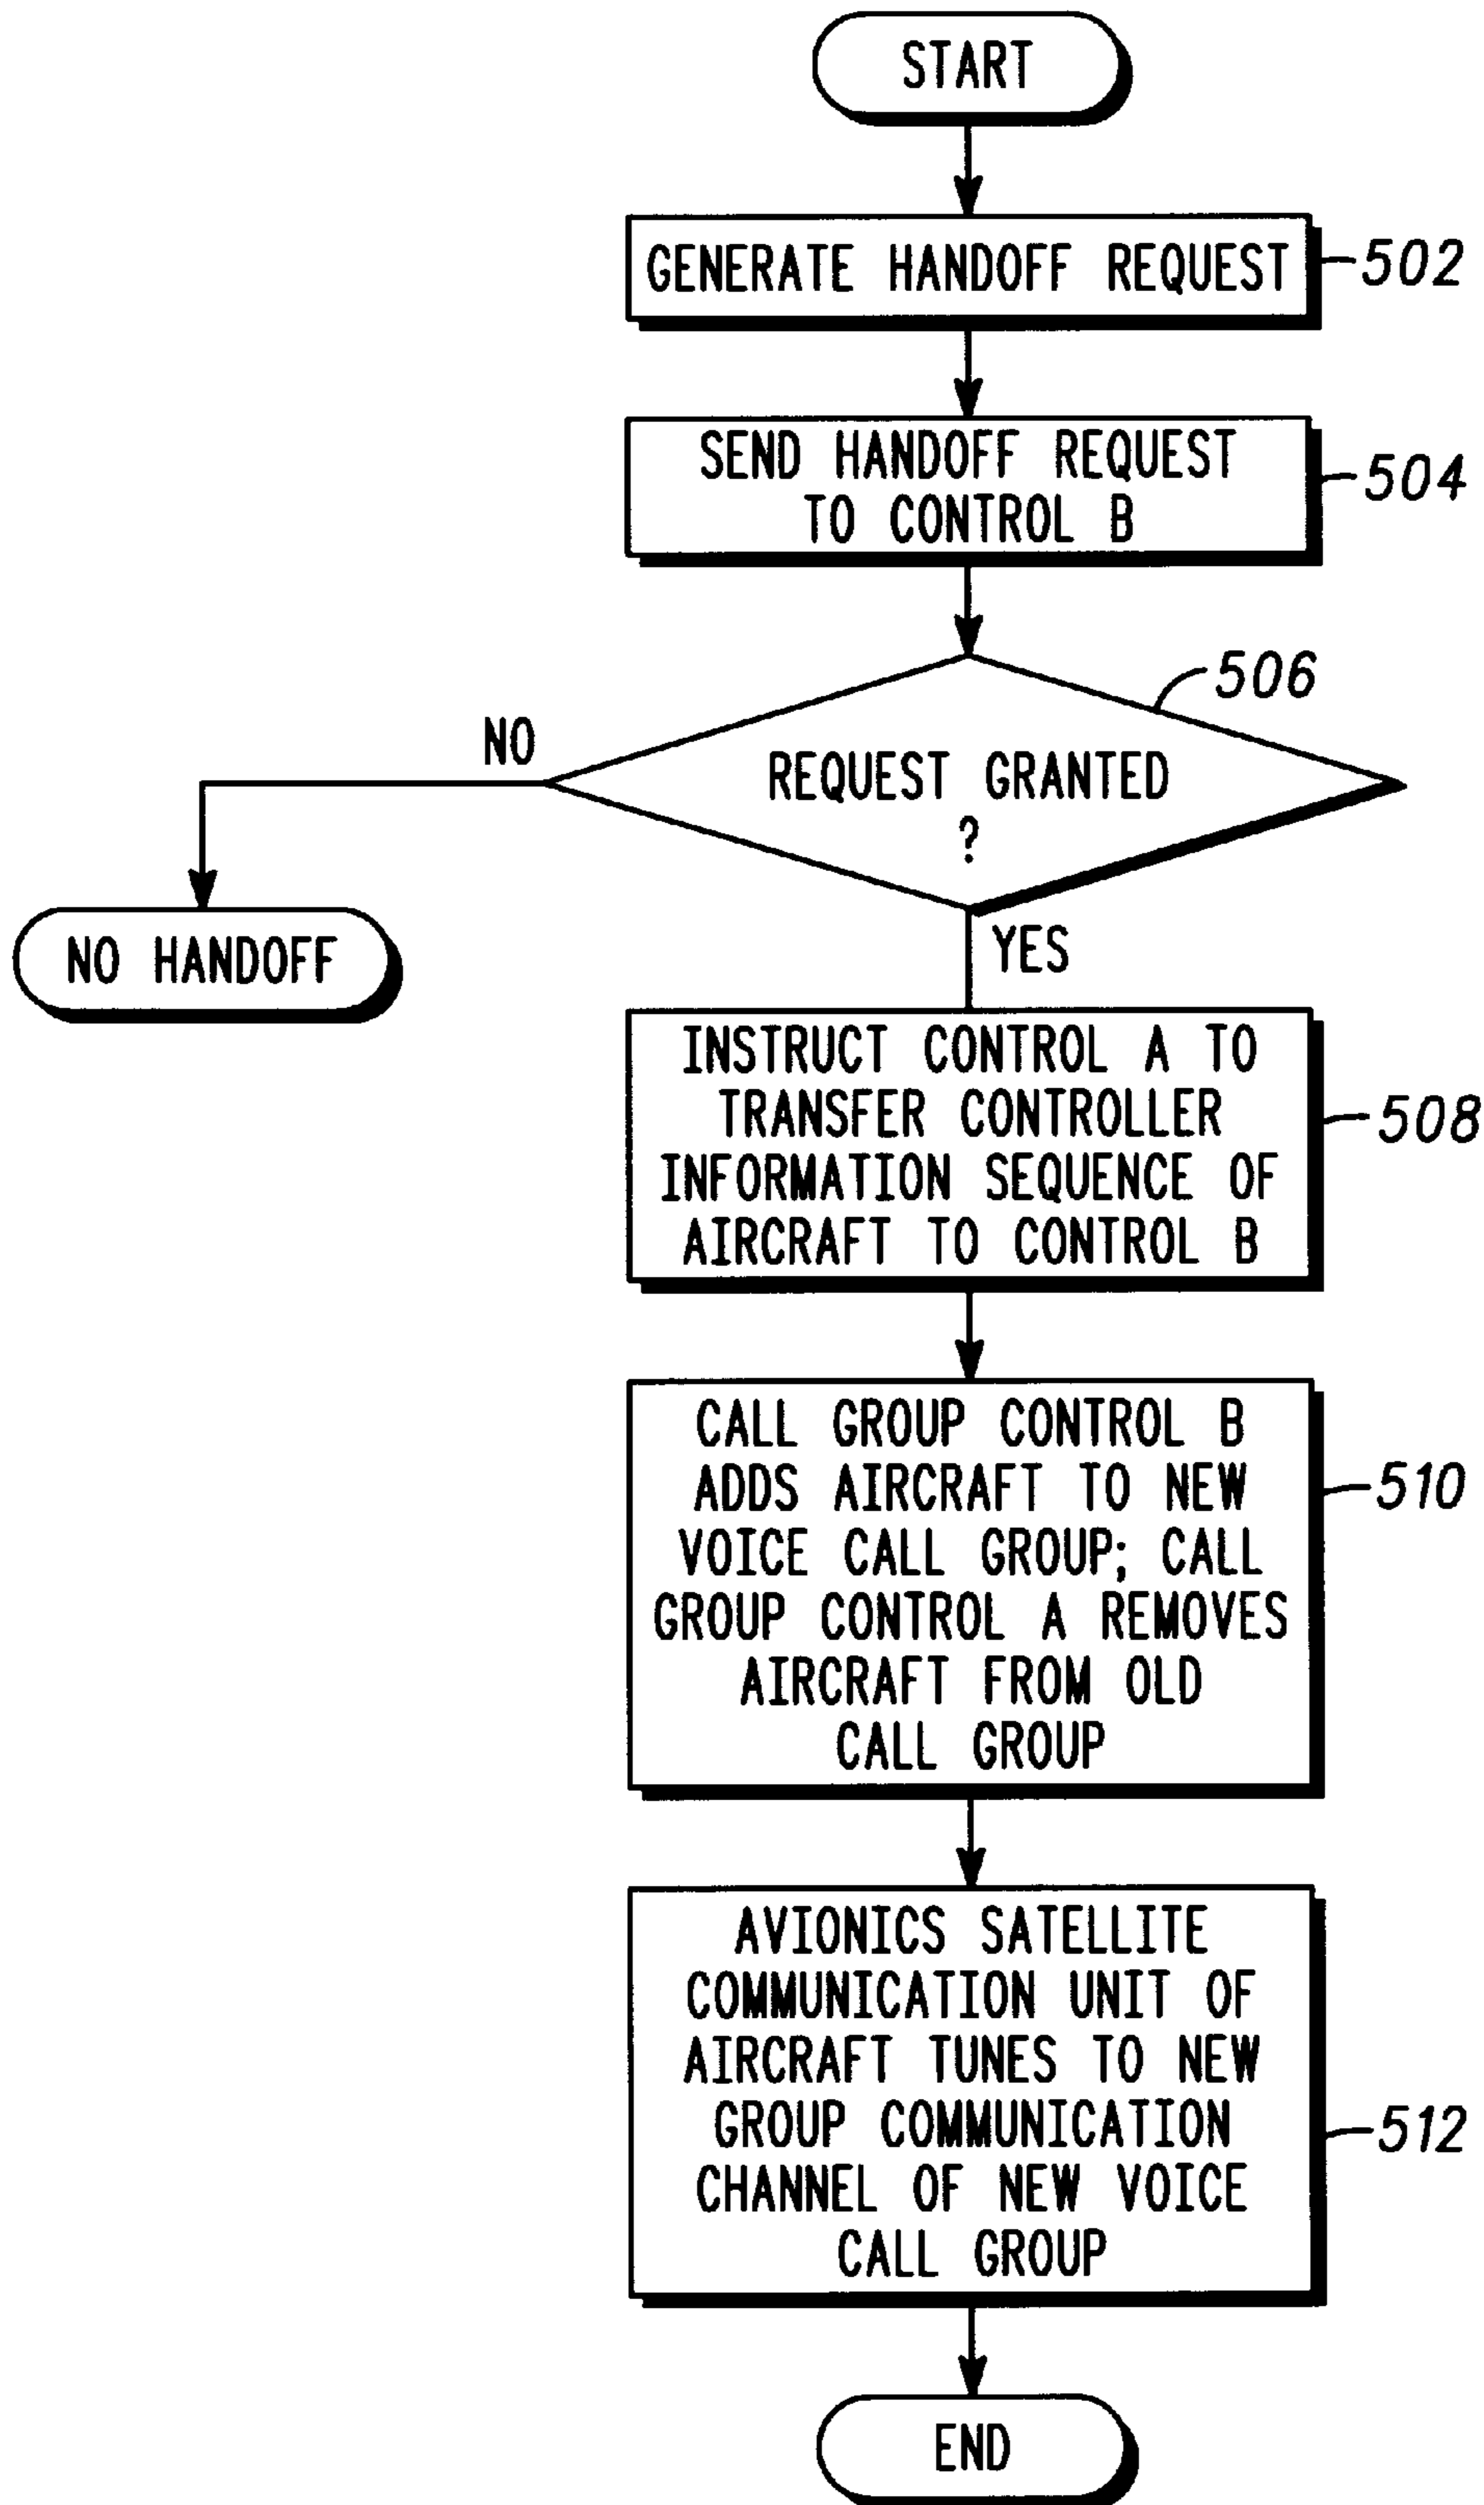 START
GENERATE HANDOFF REQUEST
502
SEND HANDOFF REQUEST
TO CONTROL B
504
506
REQUEST GRANTED
?
NO
NO HANDOFF
YES
INSTRUCT CONTROL A TO
TRANSFER CONTROLLER
INFORMATION SEQUENCE OF
AIRCRAFT TO CONTROL B
508
CALL GROUP CONTROL B
ADDS AIRCRAFT TO NEW
VOICE CALL GROUP; CALL
GROUP CONTROL A REMOVES
AIRCRAFT FROM OLD
CALL GROUP
510
AVIONICS SATELLITE
COMMUNICATION UNIT OF
AIRCRAFT TUNES TO NEW
GROUP COMMUNICATION
CHANNEL OF NEW VOICE
CALL GROUP
512
END